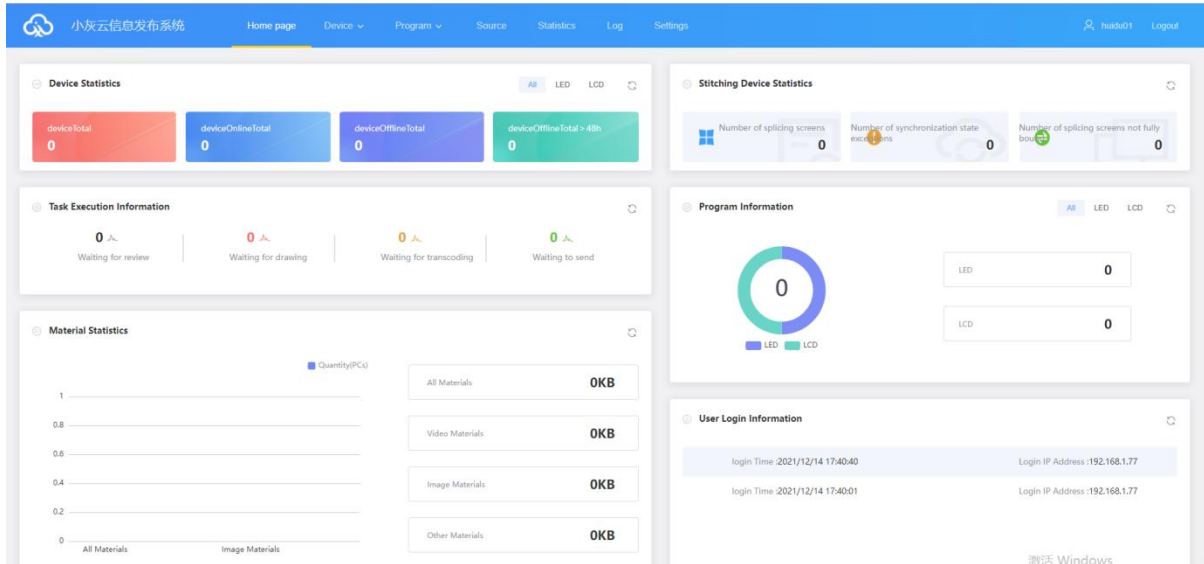 小灰云信息发布系统 Home page Device Program Source Statistics Log Settings huidu01 Logout
Device Statistics All LED LCD
deviceTotal deviceOnlineTotal deviceOfflineTotal deviceOfflineTotal > 48h
0 0 0 0
Stitching Device Statistics
Number of splicing screens
0
Number of synchronization state
exceptions
0
Number of splicing screens not fully
0
Task Execution Information
0 0 0 0
Waiting for review Waiting for drawing Waiting for transcoding Waiting to send
Program Information All LED LCD
0
LED LCD
LED 0
LCD 0
Material Statistics
Quantity(PCs)
1
0.8
0.6
0.4
0.2
0
All Materials Image Materials
All Materials 0KB
Video Materials 0KB
Image Materials 0KB
Other Materials 0KB
User Login Information
login Time :2021/12/14 17:40:40 Login IP Address :192.168.1.77
login Time :2021/12/14 17:40:01 Login IP Address :192.168.1.77
激活 Windows